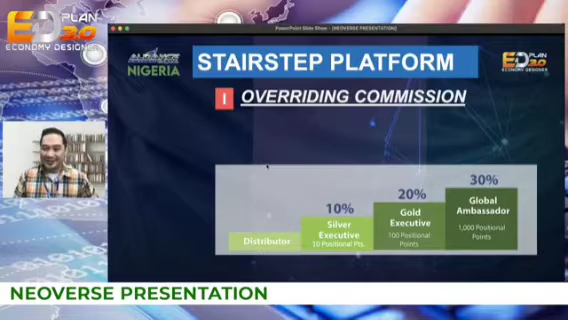 ED PLAN 3.0
ECONOMY DESIGNER
PowerPoint Slide Show - [NEOVERSE PRESENTATION]
NIGERIA
STAIRSTEP PLATFORM
ED PLAN 3.0
ECONOMY DESIGNER
I OVERRIDING COMMISSION
30%
20%
10%
Global
Ambassador
1,000 Positional
Points
Gold
Executive
100 Positional
Points
Silver
Executive
10 Positional Pts.
Distributor
NEOVERSE PRESENTATION